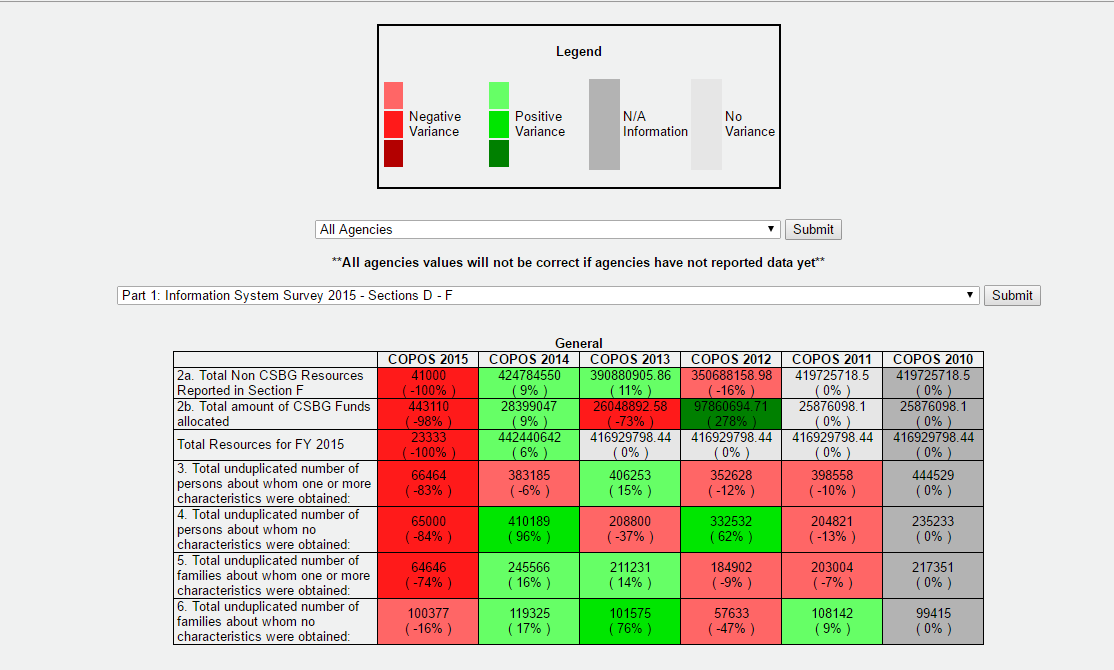 Legend
Negative Variance
Positive Variance
N/A Information
No Variance
All Agencies
Submit
**All agencies values will not be correct if agencies have not reported data yet**
Part 1: Information System Survey 2015 - Sections D - F
Submit
General
COPOS 2015 COPOS 2014 COPOS 2013 COPOS 2012 COPOS 2011 COPOS 2010
2a. Total Non CSBG Resources
Reported in Section F
41000 424784550 390880905.86 350688158.98 419725718.5 419725718.5
( -100% ) ( 9% ) ( 11% ) ( -16% ) ( 0% ) ( 0% )
2b. Total amount of CSBG Funds
allocated
443110 28399047 26048892.58 97860694.71 25876098.1 25876098.1
( -98% ) ( 9% ) ( -73% ) ( 278% ) ( 0% ) ( 0% )
Total Resources for FY 2015
23333 442440642 416929798.44 416929798.44 416929798.44 416929798.44
( -100% ) ( 6% ) ( 0% ) ( 0% ) ( 0% ) ( 0% )
3. Total unduplicated number of
persons about whom one or more
characteristics were obtained:
66464 383185 406253 352628 398558 444529
( -83% ) ( -6% ) ( 15% ) ( -12% ) ( -10% ) ( 0% )
4. Total unduplicated number of
persons about whom no
characteristics were obtained:
65000 410189 208800 332532 204821 235233
( -84% ) ( 96% ) ( -37% ) ( 62% ) ( -13% ) ( 0% )
5. Total unduplicated number of
families about whom one or more
characteristics were obtained:
64646 245566 211231 184902 203004 217351
( -74% ) ( 16% ) ( 14% ) ( -9% ) ( -7% ) ( 0% )
6. Total unduplicated number of
families about whom no
characteristics were obtained:
100377 119325 101575 57633 108142 99415
( -16% ) ( 17% ) ( 76% ) ( -47% ) ( 9% ) ( 0% )